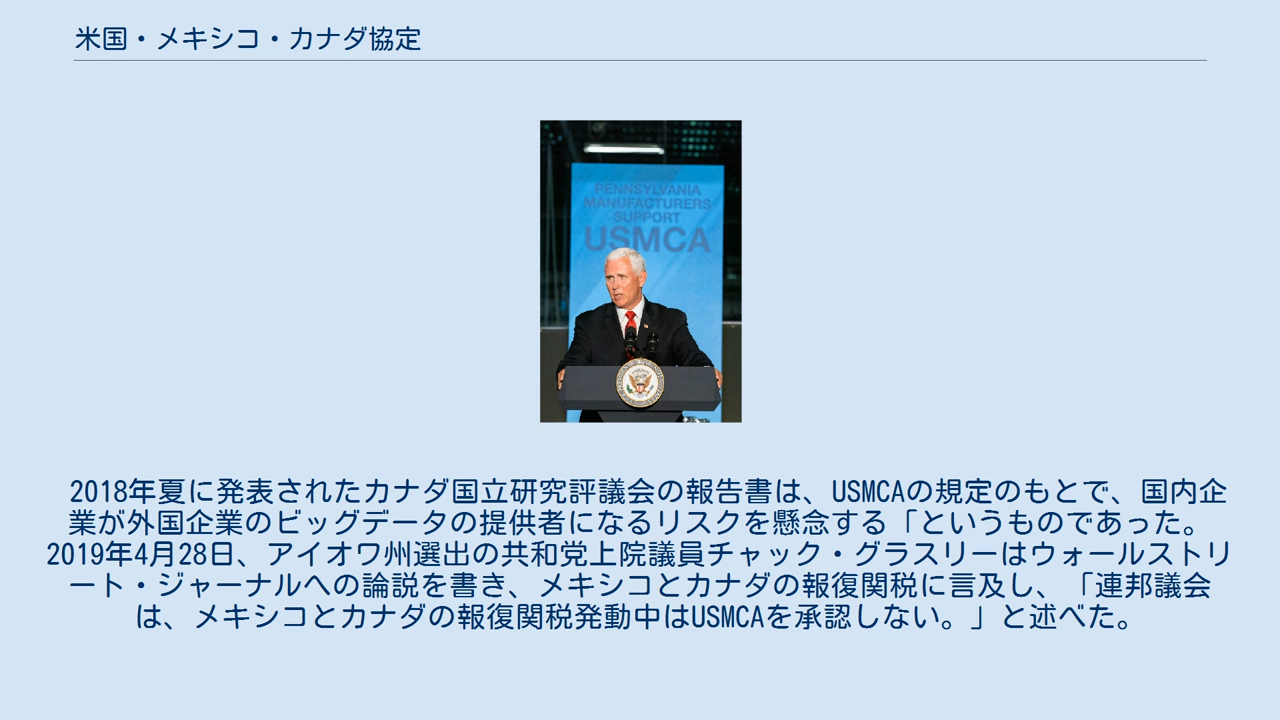 米国・メキシコ・カナダ協定
PENNSYLVANIA
MANUFACTURERS
SUPPORT
USMCA
2018年夏に発表されたカナダ国立研究評議会の報告書は、USMCAの規定のもとで、国内企
業が外国企業のビッグデータの提供者になるリスクを懸念する「というものであった。
2019年4月28日、アイオワ州選出の共和党上院議員チャック・グラスリーはウォールストリ
ート・ジャーナルへの論説を書き、メキシコとカナダの報復関税に言及し、「連邦議会
は、メキシコとカナダの報復関税発動中はUSMCAを承認しない。」と述べた。